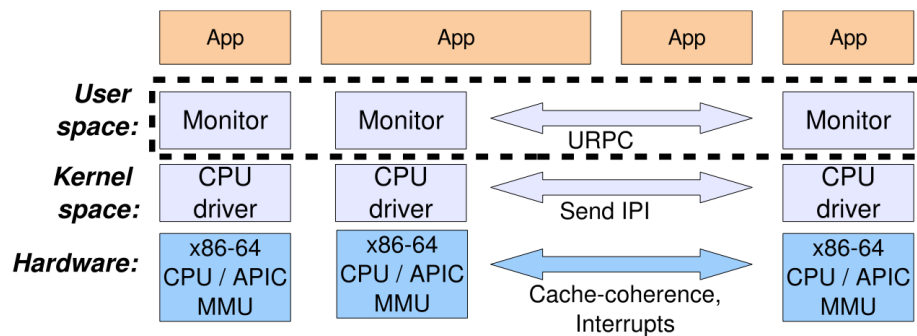 App App App App
User space:
Monitor Monitor Monitor
URPC
Kernel space:
CPU driver CPU driver CPU driver
Send IPI
Hardware:
x86-64 CPU / APIC MMU
x86-64 CPU / APIC MMU
x86-64 CPU / APIC MMU
Cache-coherence,
Interrupts